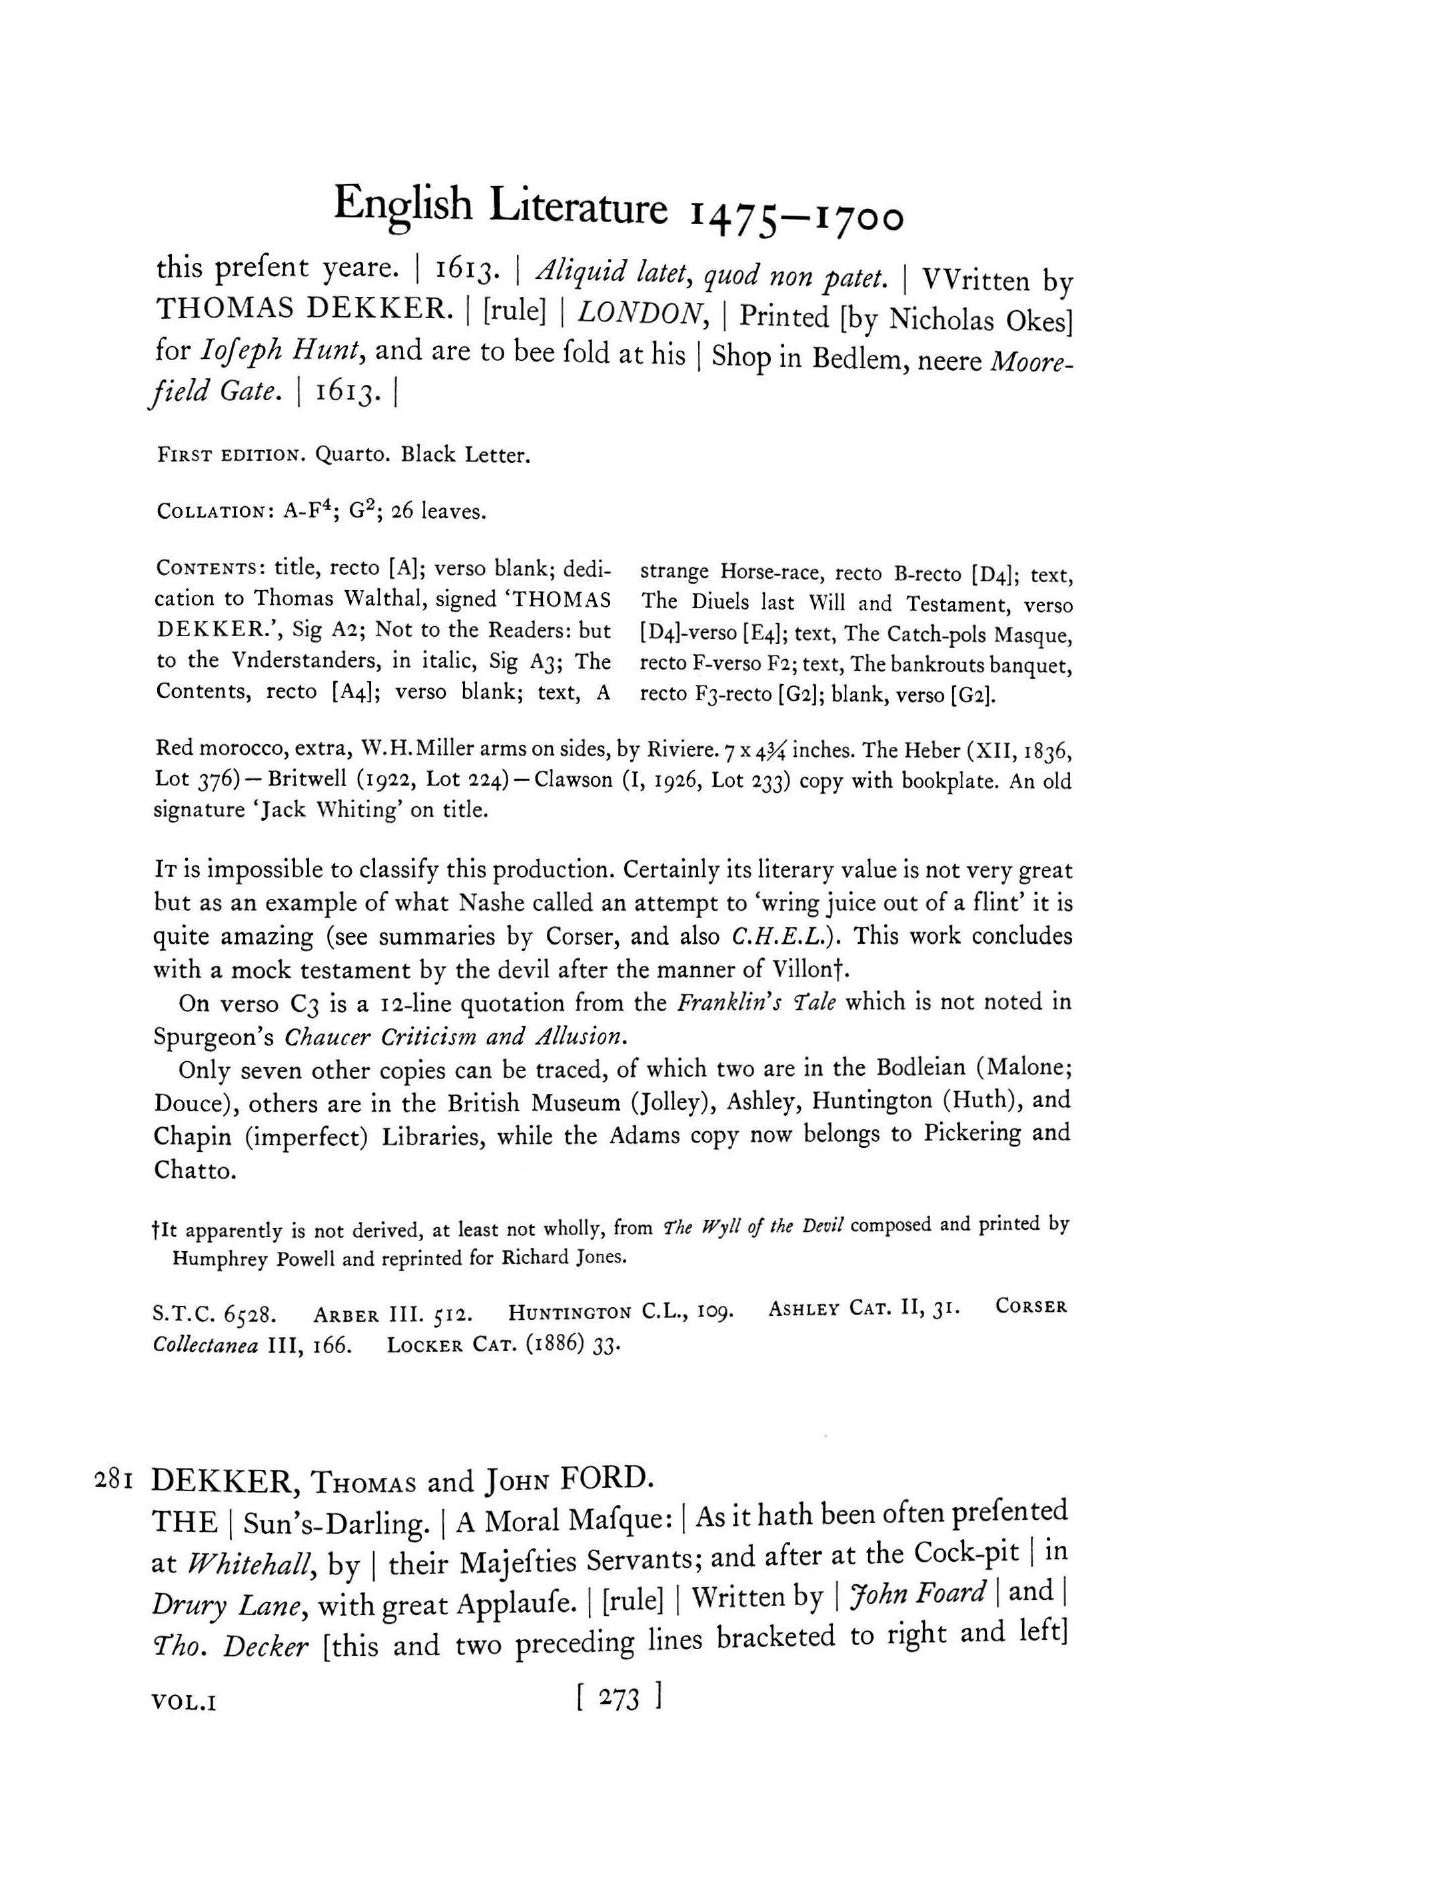 English Literature 1475–1700
this preſent yeare. | 1613. | Aliquid latet, quod non patet. | VVritten by
THOMAS DEKKER. | [rule] | LONDON, | Printed [by Nicholas Okes]
for Ioſeph Hunt, and are to bee ſold at his | Shop in Bedlem, neere Moore-
field Gate. | 1613. |
FIRST EDITION. Quarto. Black Letter.
COLLATION: A-F⁴; G²; 26 leaves.
CONTENTS: title, recto [A]; verso blank; dedi-
cation to Thomas Walthal, signed ‘THOMAS
DEKKER.’, Sig A2; Not to the Readers: but
to the Vnderstanders, in italic, Sig A3; The
Contents, recto [A4]; verso blank; text, A
strange Horse-race, recto B-recto [D4]; text,
The Diuels last Will and Testament, verso
[D4]-verso [E4]; text, The Catch-pols Masque,
recto F-verso F2; text, The bankrouts banquet,
recto F3-recto [G2]; blank, verso [G2].
Red morocco, extra, W.H.Miller arms on sides, by Riviere. 7 x 4¾ inches. The Heber (XII, 1836,
Lot 376) — Britwell (1922, Lot 224) — Clawson (I, 1926, Lot 233) copy with bookplate. An old
signature ‘Jack Whiting’ on title.
IT is impossible to classify this production. Certainly its literary value is not very great
but as an example of what Nashe called an attempt to ‘wring juice out of a flint’ it is
quite amazing (see summaries by Corser, and also C.H.E.L.). This work concludes
with a mock testament by the devil after the manner of Villon†.
On verso C3 is a 12-line quotation from the Franklin's Tale which is not noted in
Spurgeon's Chaucer Criticism and Allusion.
Only seven other copies can be traced, of which two are in the Bodleian (Malone;
Douce), others are in the British Museum (Jolley), Ashley, Huntington (Huth), and
Chapin (imperfect) Libraries, while the Adams copy now belongs to Pickering and
Chatto.
†It apparently is not derived, at least not wholly, from The Wyll of the Devil composed and printed by
Humphrey Powell and reprinted for Richard Jones.
S.T.C. 6528. ARBER III. 512. HUNTINGTON C.L., 109. ASHLEY CAT. II, 31. CORSER
Collectanea III, 166. LOCKER CAT. (1886) 33.
281 DEKKER, THOMAS and JOHN FORD.
THE | Sun's-Darling. | A Moral Maſque: | As it hath been often preſented
at Whitehall, by | their Majeſties Servants; and after at the Cock-pit | in
Drury Lane, with great Applauſe. | [rule] | Written by | John Foard | and |
Tho. Decker [this and two preceding lines bracketed to right and left]
VOL.I [ 273 ]